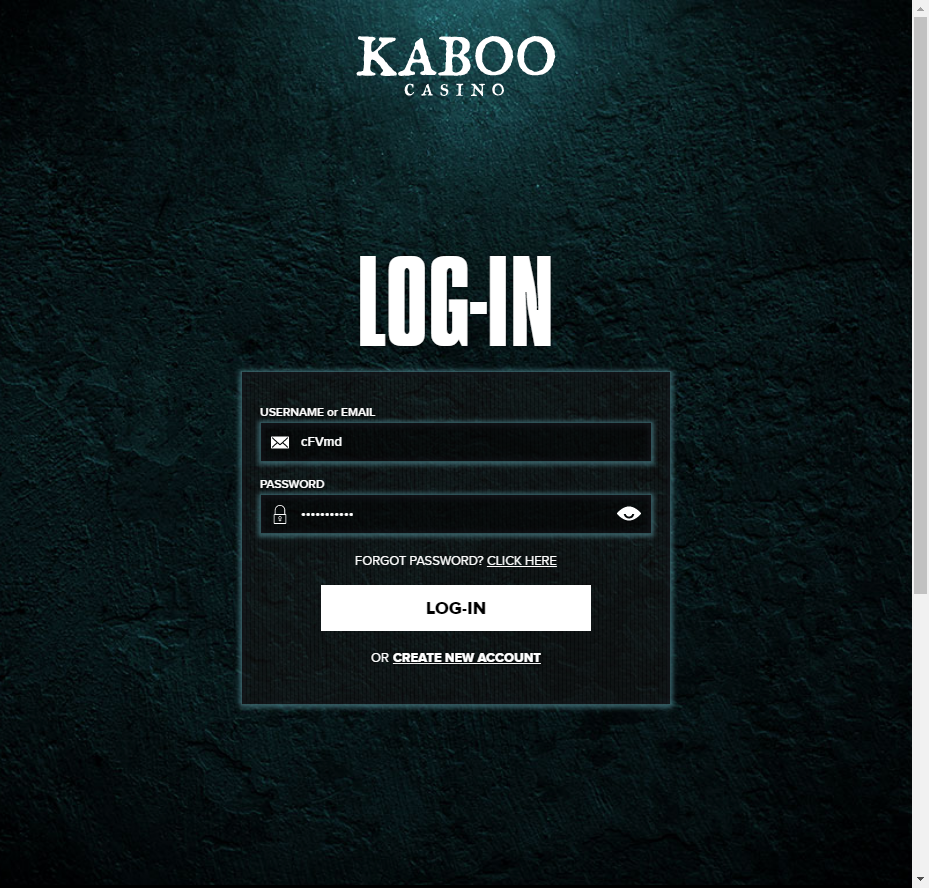 KABOO
CASINO
LOG-IN
USERNAME or EMAIL
cFVmd
PASSWORD
•••••••••••
FORGOT PASSWORD? CLICK HERE
LOG-IN
OR CREATE NEW ACCOUNT